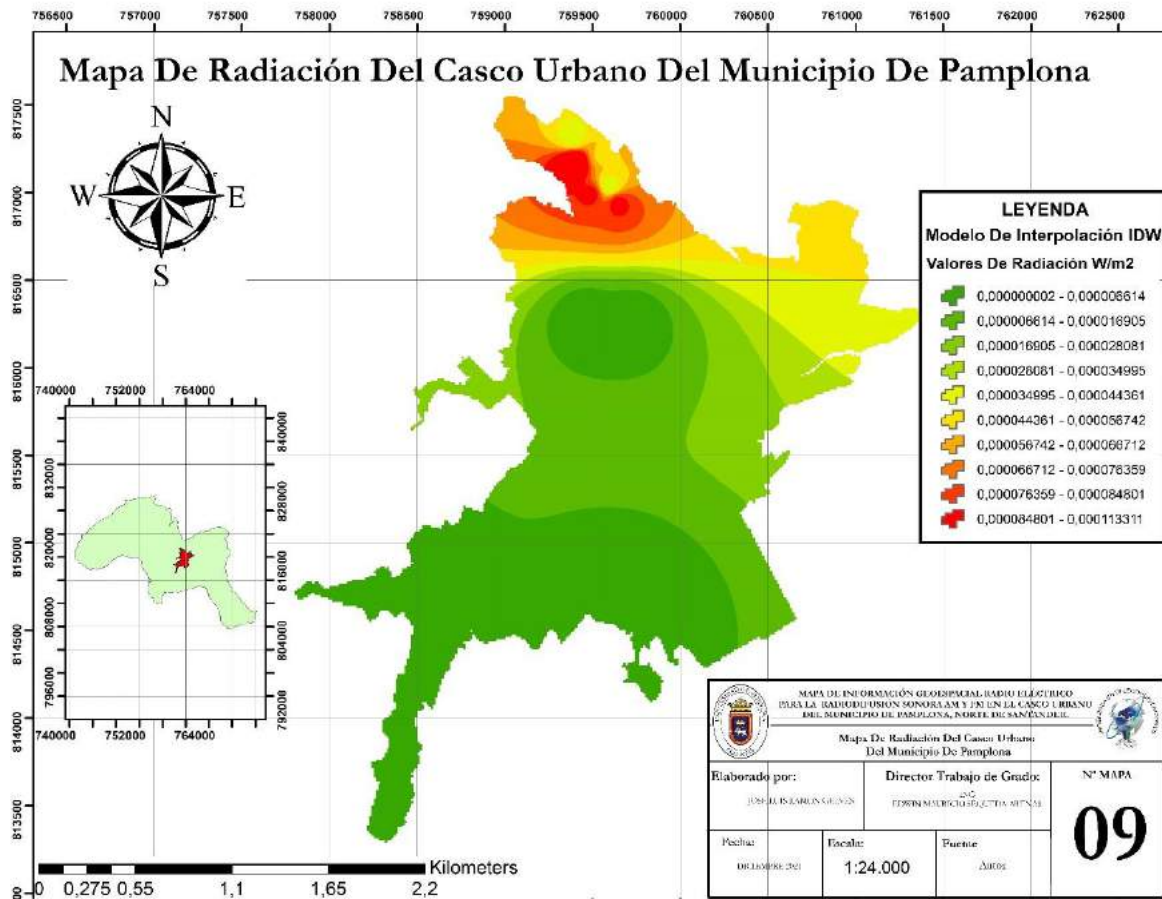 756500 757000 757500 758000 758500 759000 759500 760000 760500 761000 761500 762000 762500
Mapa De Radiación Del Casco Urbano Del Municipio De Pamplona
817500
817000
816500
816000
815500
815000
814500
814000
813500
N
W E
S
LEYENDA
Modelo De Interpolación IDW
Valores De Radiación W/m2
0,000000002 - 0,000006614
0,000006614 - 0,000016905
0,000016905 - 0,000028081
0,000028081 - 0,000034995
0,000034995 - 0,000044361
0,000044361 - 0,000056742
0,000056742 - 0,000066712
0,000066712 - 0,000076359
0,000076359 - 0,000084801
0,000084801 - 0,000113311
740000 752000 764000
832000
820000
808000
796000
840000
828000
816000
804000
792000
740000 752000 764000
Kilometers
0 0,275 0,55 1,1 1,65 2,2
MAPA DE INFORMACIÓN GEOESPACIAL RADIO ELÉCTRICO
PARA LA RADIODIFUSIÓN SONORA AM Y FM EN EL CASCO URBANO
DEL MUNICIPIO DE PAMPLONA, NORTE DE SANTANDER.
Mapa De Radiación Del Casco Urbano
Del Municipio De Pamplona
Elaborado por:
Director Trabajo de Grado:
ING
EDWIN MAURICIO
N° MAPA
09
Fecha:
DICIEMBRE 2021
Escala:
1:24.000
Fuente
Autor